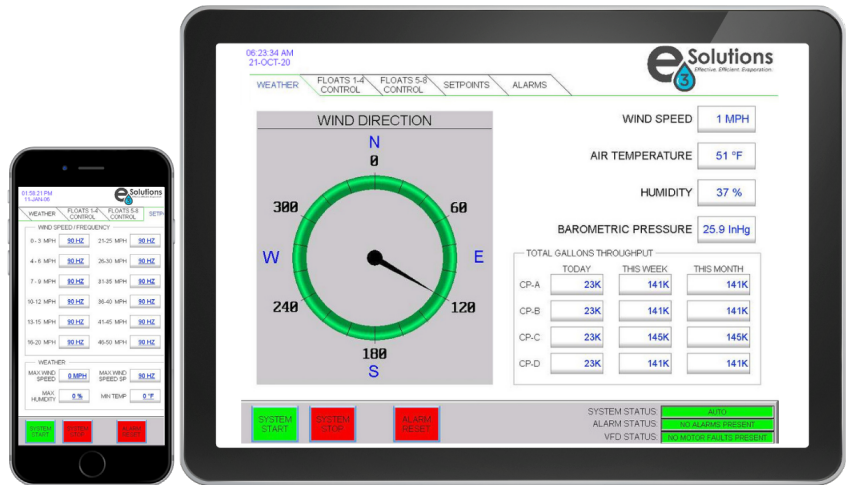 01:58:21 PM
11-JAN-06
e3 Solutions
WEATHER
FLOATS 1-4 CONTROL
FLOATS 5-8 CONTROL
WIND SPEED / FREQUENCY
0-3 MPH 90 HZ 21-25 MPH 90 HZ
4-6 MPH 90 HZ 26-30 MPH 90 HZ
7-9 MPH 90 HZ 31-35 MPH 90 HZ
10-12 MPH 90 HZ 36-40 MPH 90 HZ
13-15 MPH 90 HZ 41-45 MPH 90 HZ
16-20 MPH 90 HZ 46-50 MPH 90 HZ
WEATHER
MAX WIND SPEED 0 MPH MAX WIND SPEED SP 90 HZ
MAX HUMIDITY 0 % MIN TEMP 0 °F
SYSTEM START
SYSTEM STOP
ALARM RESET
06:23:34 AM
21-OCT-20
e3 Solutions
Effective. Efficient. Evaporation.
WEATHER
FLOATS 1-4 CONTROL
FLOATS 5-8 CONTROL
SETPOINTS
ALARMS
WIND DIRECTION
N
0
300 60
W E
240 120
180
S
WIND SPEED 1 MPH
AIR TEMPERATURE 51 °F
HUMIDITY 37 %
BAROMETRIC PRESSURE 25.9 InHg
TOTAL GALLONS THROUGHPUT
TODAY THIS WEEK THIS MONTH
CP-A 23K 141K 141K
CP-B 23K 141K 141K
CP-C 23K 145K 145K
CP-D 23K 141K 141K
SYSTEM START
SYSTEM STOP
ALARM RESET
SYSTEM STATUS: AUTO
ALARM STATUS: NO ALARMS PRESENT
VFD STATUS: NO MOTOR FAULTS PRESENT